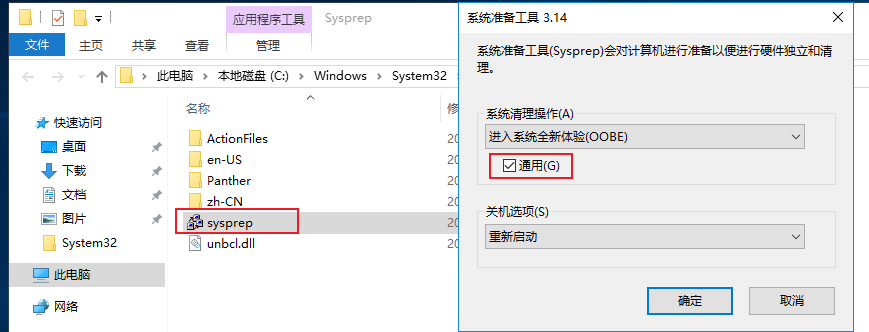 应用程序工具
Sysprep
文件
主页
共享
查看
管理
此电脑
本地磁盘 (C:)
Windows
System32
名称
快速访问
桌面
下载
文档
图片
System32
此电脑
网络
ActionFiles
20
en-US
20
Panther
20
zh-CN
20
sysprep
20
unbcl.dll
20
系统准备工具 3.14
系统准备工具(Sysprep)会对计算机进行准备以便进行硬件独立和清
理。
系统清理操作(A)
进入系统全新体验(OOBE)
通用(G)
关机选项(S)
重新启动
确定
取消